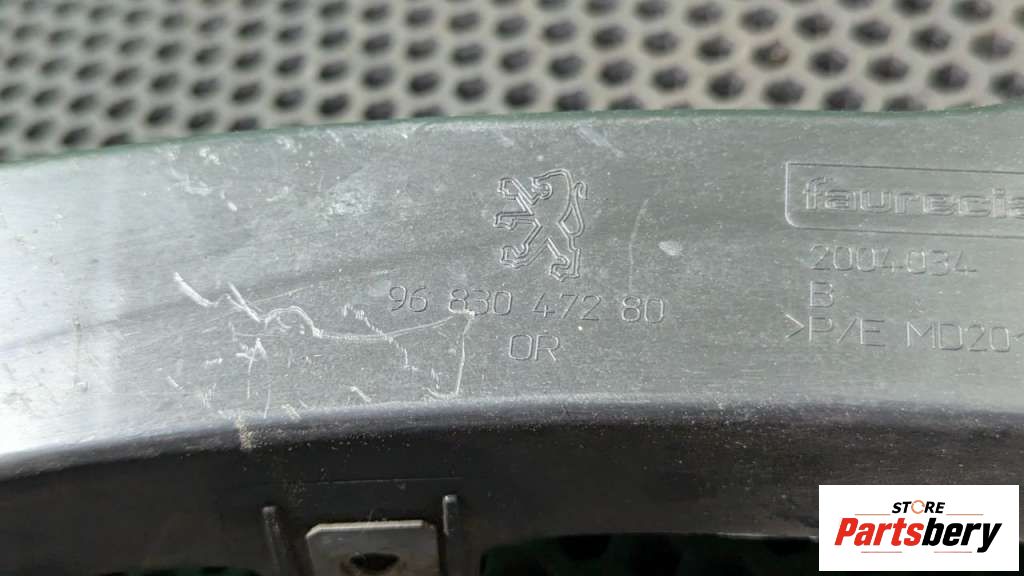 faurecia
96 830 472 80
OR
2004034
B
>P/E MD20<
STORE
Partsbery